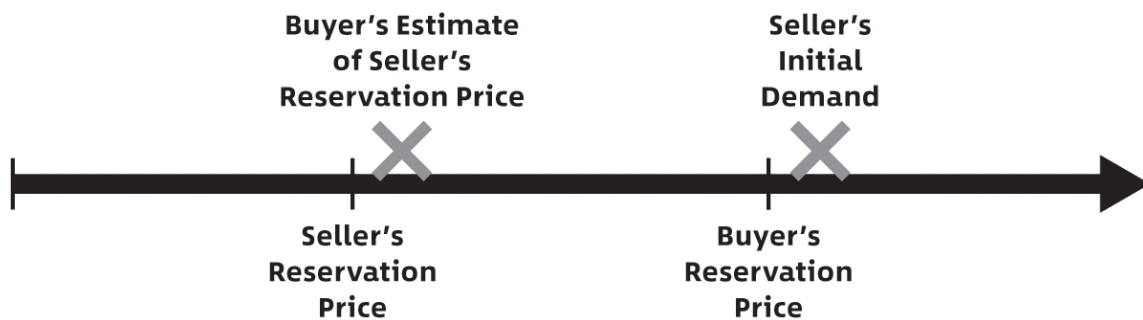 Buyer’s Estimate
of Seller’s
Reservation Price
Seller’s
Initial
Demand
Seller’s
Reservation
Price
Buyer’s
Reservation
Price